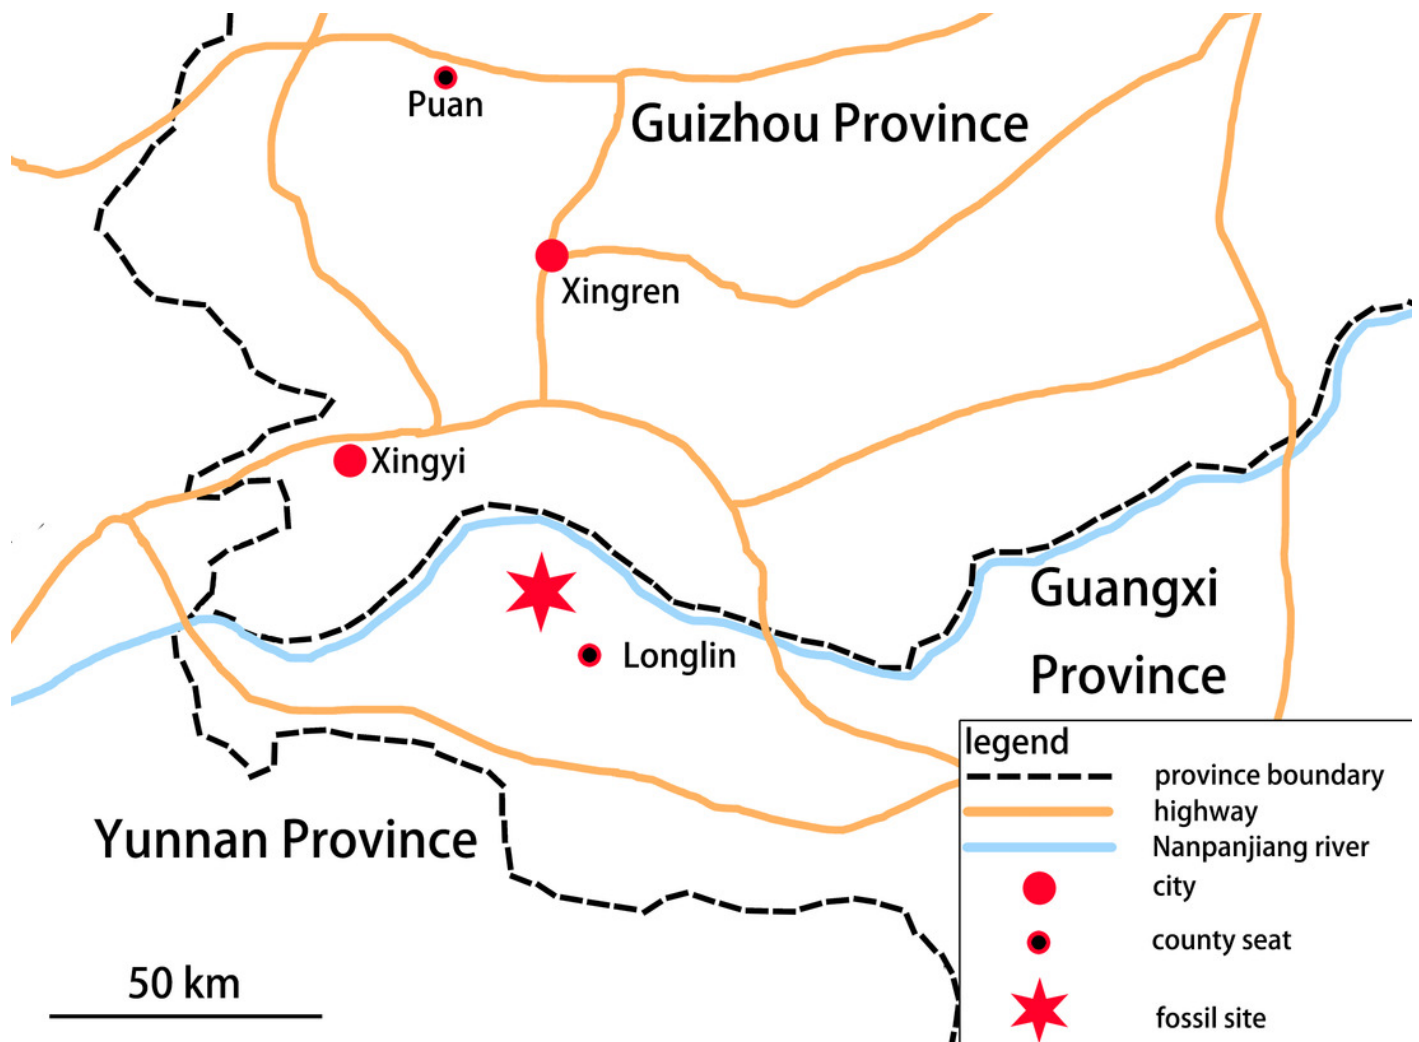 Puan
Guizhou Province
Xingren
Xingyi
Guangxi
Province
Longlin
Yunnan Province
50 km
legend
province boundary
highway
Nanpanjiang river
city
county seat
fossil site